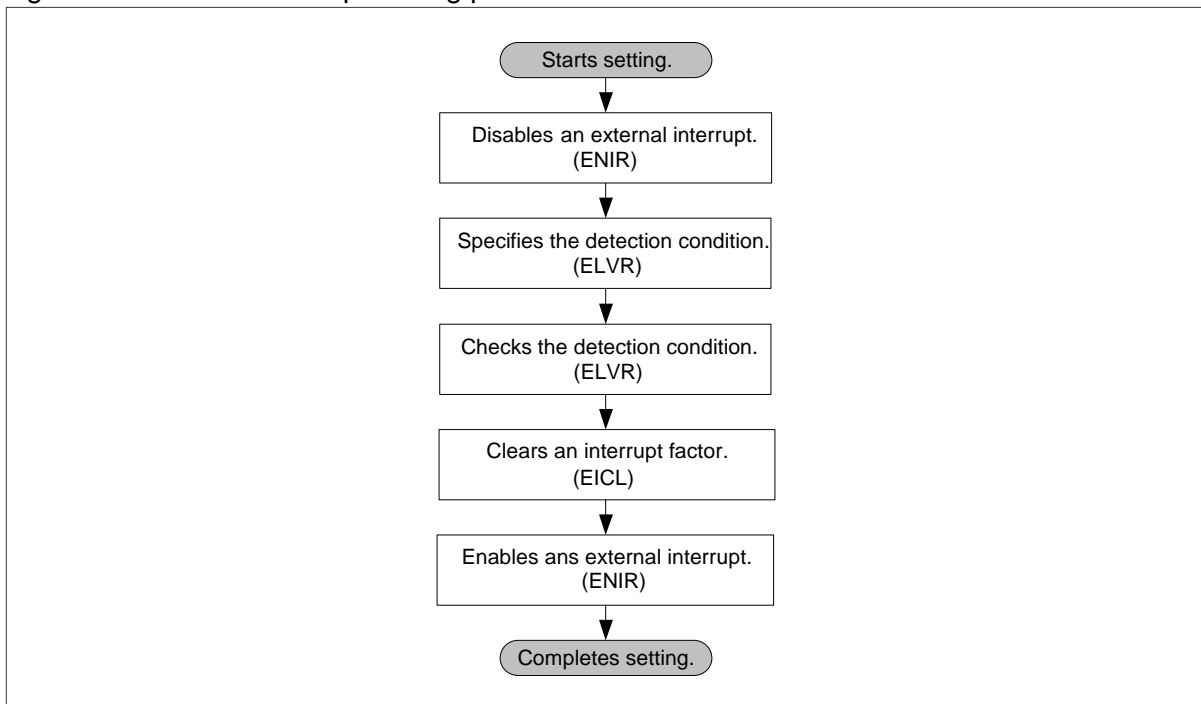 Starts setting.
Disables an external interrupt.
(ENIR)
Specifies the detection condition.
(ELVR)
Checks the detection condition.
(ELVR)
Clears an interrupt factor.
(EICL)
Enables ans external interrupt.
(ENIR)
Completes setting.